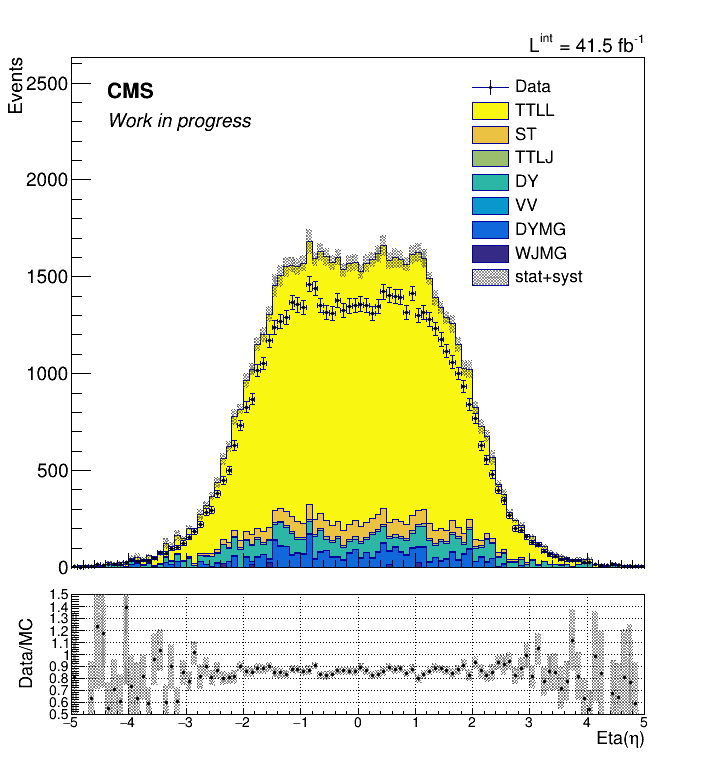 L^int = 41.5 fb^-1
Events
CMS
Work in progress
Data
TTLL
ST
TTLJ
DY
VV
DYMG
WJMG
stat+syst
2500
2000
1500
1000
500
0
Data/MC
1.5
1.4
1.3
1.2
1.1
1
0.9
0.8
0.7
0.6
0.5
−5 −4 −3 −2 −1 0 1 2 3 4 5
Eta(η)